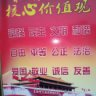 核心价值观
富强 民主 文明 和谐
自由 平等 公正 法治
爱国 敬业 诚信 友善